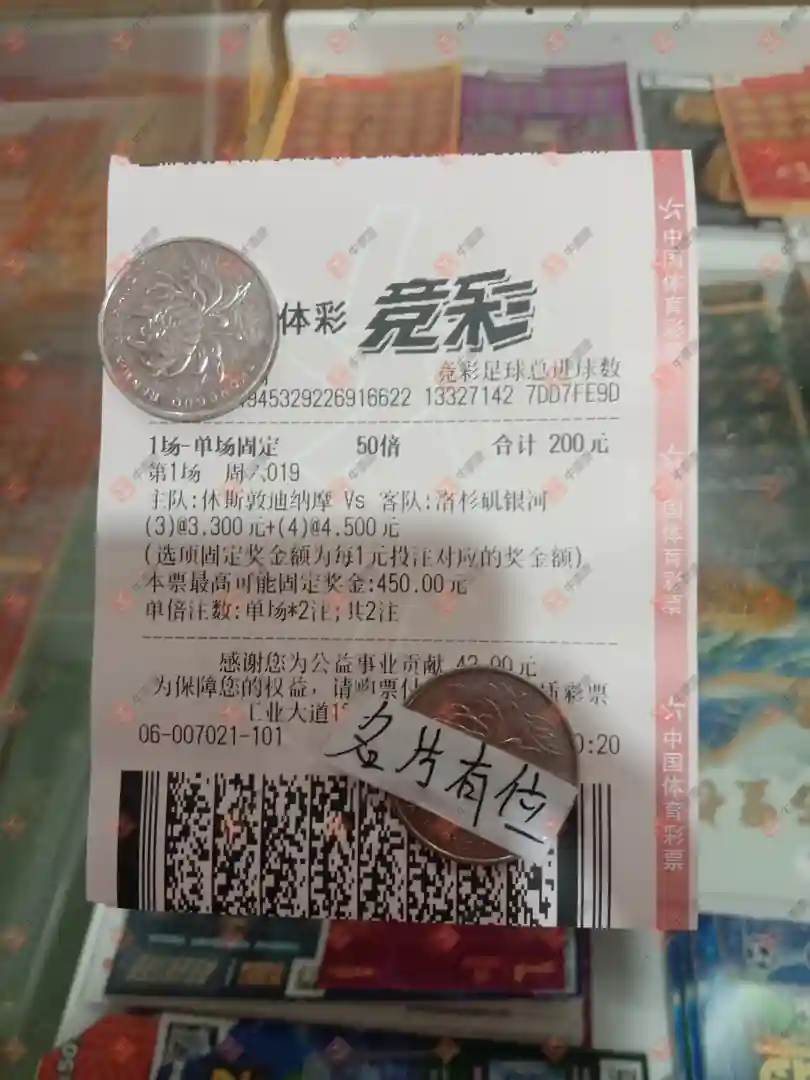 体彩 竞彩
竞彩足球总进球数
945329226916622 13327142 7DD7FE9D
1场-单场固定 50倍 合计 200元
第1场 周六019
主队:休斯敦迪纳摩 Vs 客队:洛杉矶银河
(3)@3.300元+(4)@4.500元
(选项固定奖金额为每1元投注对应的奖金额)
本票最高可能固定奖金:450.00元
单倍注数:单场*2注;共2注
感谢您为公益事业贡献 42.00元
为保障您的权益,请购票 彩票
工业大道
06-007021-101 0:20
名片有位
中国体育彩票
国体育彩票
中国体育彩票